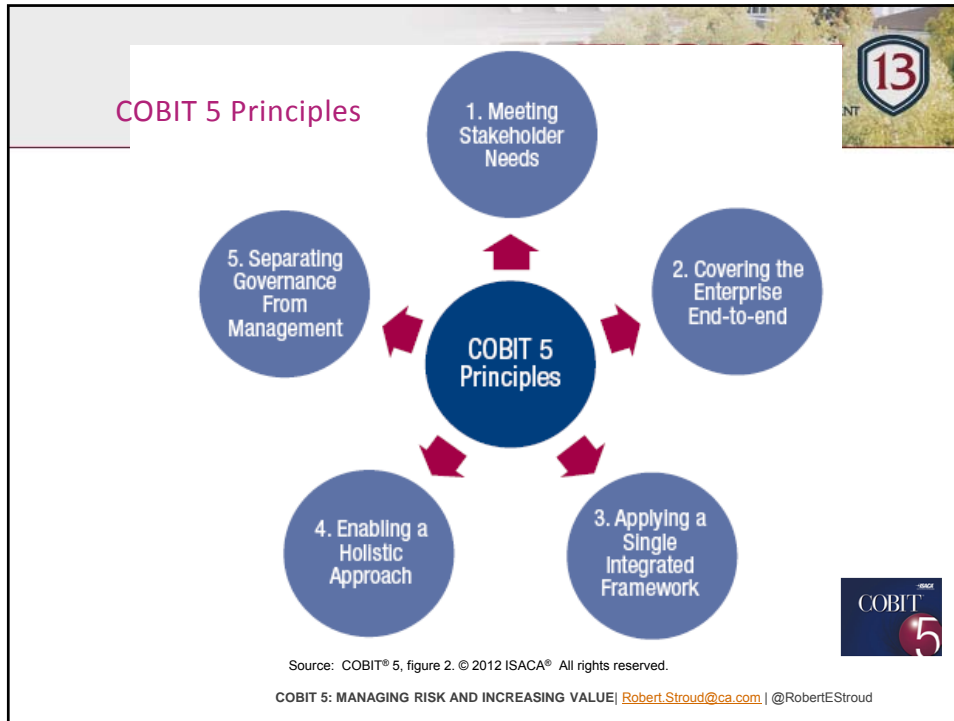 13
ENT
COBIT 5 Principles
1. Meeting
Stakeholder
Needs
5. Separating
Governance
From
Management
2. Covering the
Enterprise
End-to-end
COBIT 5
Principles
4. Enabling a
Holistic
Approach
3. Applying a
Single
Integrated
Framework
ISACA
COBIT
5
Source: COBIT® 5, figure 2. © 2012 ISACA® All rights reserved.
COBIT 5: MANAGING RISK AND INCREASING VALUE| Robert.Stroud@ca.com | @RobertEStroud